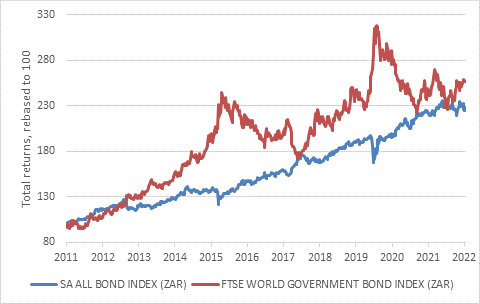 Total returns, rebased to 100
330
280
230
180
130
80
2011 2012 2013 2014 2015 2016 2017 2018 2019 2020 2021 2022
SA ALL BOND INDEX (ZAR) FTSE WORLD GOVERNMENT BOND INDEX (ZAR)